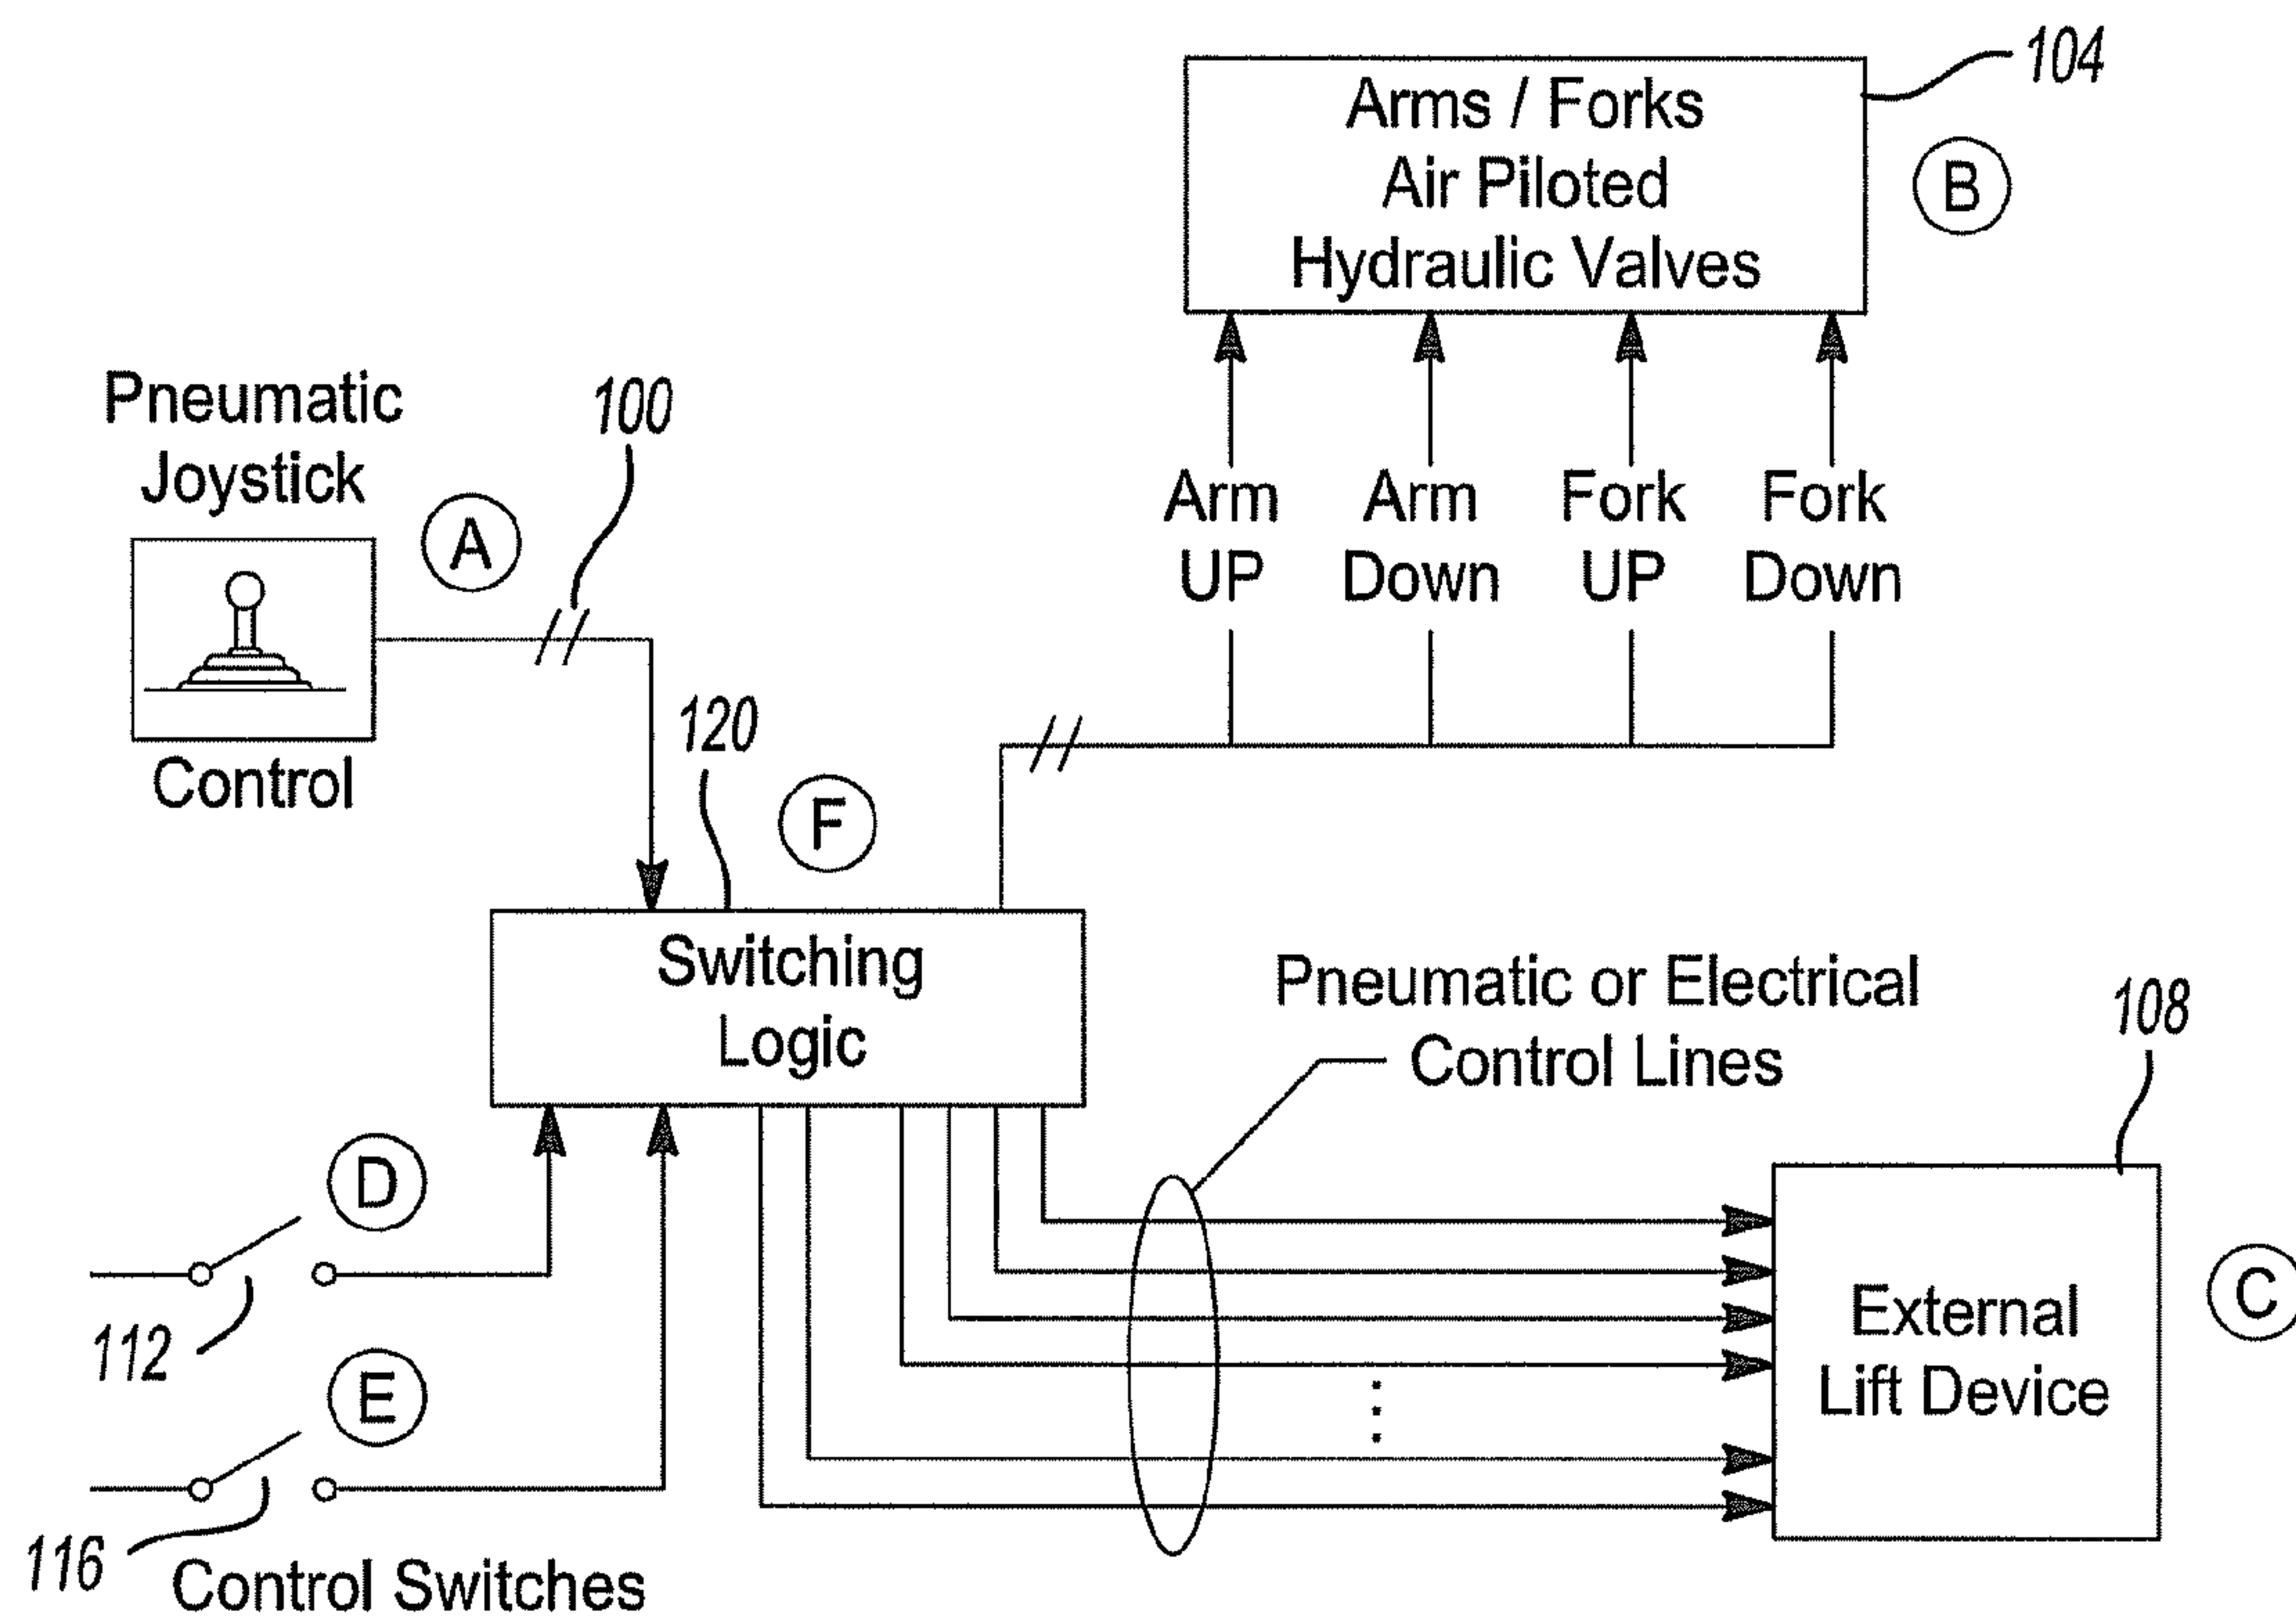 104
Arms / Forks
Air Piloted
Hydraulic Valves
B
Pneumatic
Joystick
100
A
Arm
UP
Arm
Down
Fork
UP
Fork
Down
Control
120
F
Switching
Logic
Pneumatic or Electrical
Control Lines
108
D
112
External
Lift Device
C
E
116
Control Switches